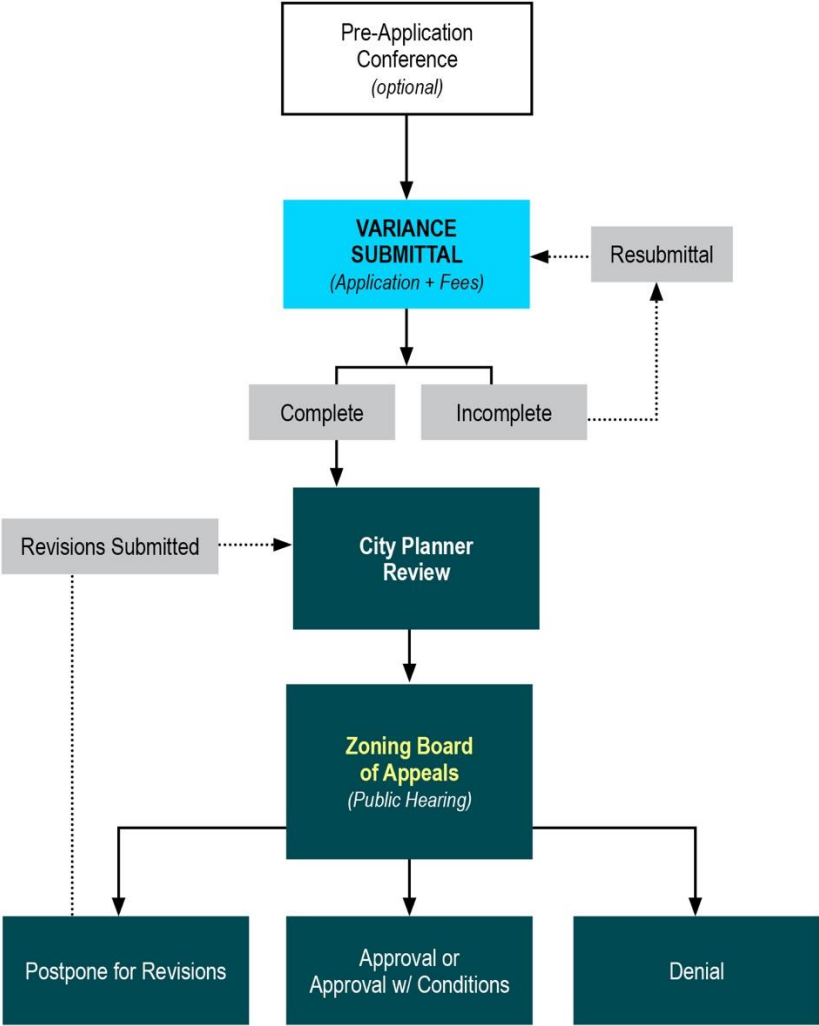 Pre-Application
Conference
(optional)
VARIANCE
SUBMITTAL
(Application + Fees)
Resubmittal
Complete
Incomplete
Revisions Submitted
City Planner
Review
Zoning Board
of Appeals
(Public Hearing)
Postpone for Revisions
Approval or
Approval w/ Conditions
Denial